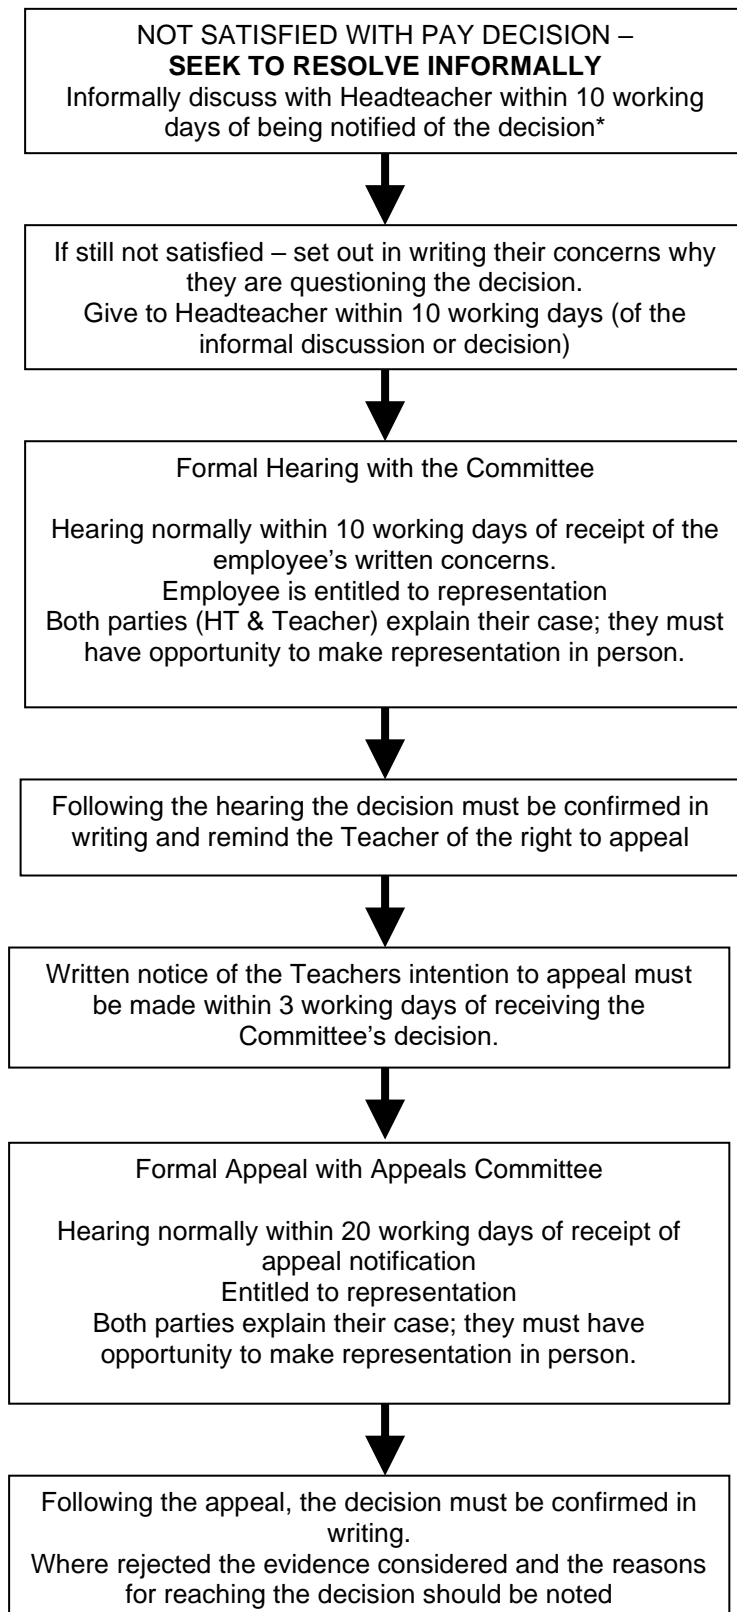 NOT SATISFIED WITH PAY DECISION –
SEEK TO RESOLVE INFORMALLY
Informally discuss with Headteacher within 10 working
days of being notified of the decision*
If still not satisfied – set out in writing their concerns why
they are questioning the decision.
Give to Headteacher within 10 working days (of the
informal discussion or decision)
Formal Hearing with the Committee
Hearing normally within 10 working days of receipt of the
employee’s written concerns.
Employee is entitled to representation
Both parties (HT & Teacher) explain their case; they must
have opportunity to make representation in person.
Following the hearing the decision must be confirmed in
writing and remind the Teacher of the right to appeal
Written notice of the Teachers intention to appeal must
be made within 3 working days of receiving the
Committee’s decision.
Formal Appeal with Appeals Committee
Hearing normally within 20 working days of receipt of
appeal notification
Entitled to representation
Both parties explain their case; they must have
opportunity to make representation in person.
Following the appeal, the decision must be confirmed in
writing.
Where rejected the evidence considered and the reasons
for reaching the decision should be noted